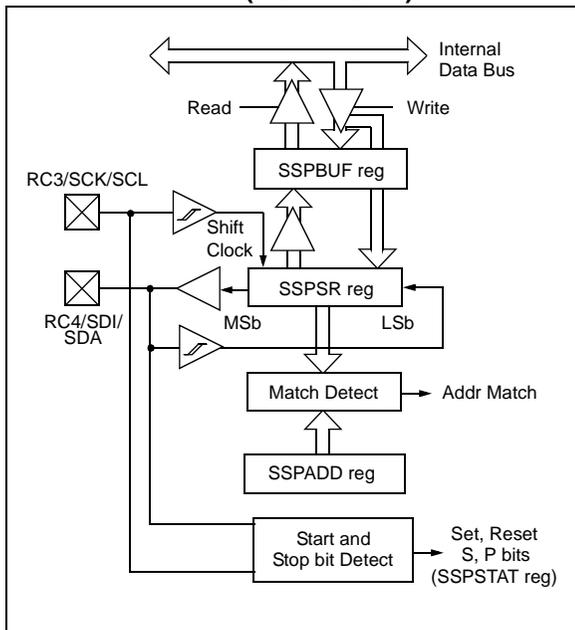 Internal
Data Bus
Read
Write
SSPBUF reg
RC3/SCK/SCL
Shift
Clock
SSPSR reg
MSb
LSb
RC4/SDI/
SDA
Match Detect
Addr Match
SSPADD reg
Start and
Stop bit Detect
Set, Reset
S, P bits
(SSPSTAT reg)